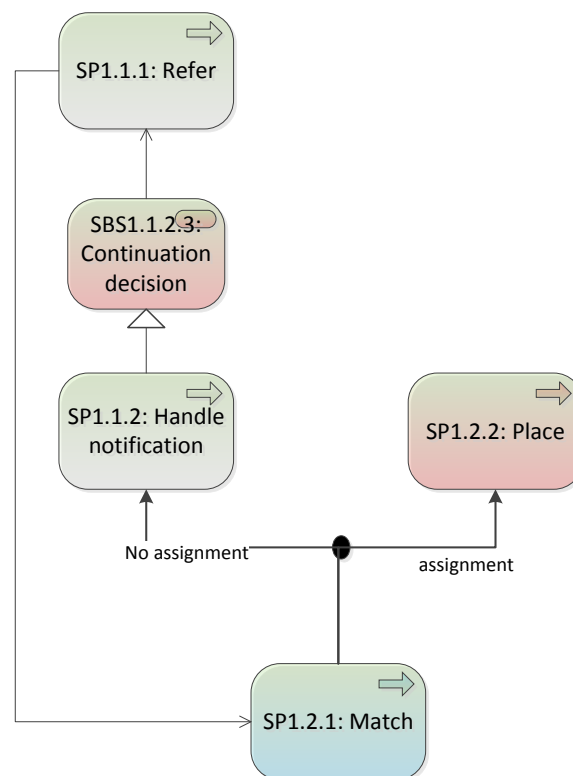 SP1.1.1: Refer
SBS1.1.2.3:
Continuation
decision
SP1.1.2: Handle
notification
SP1.2.2: Place
No assignment
assignment
SP1.2.1: Match